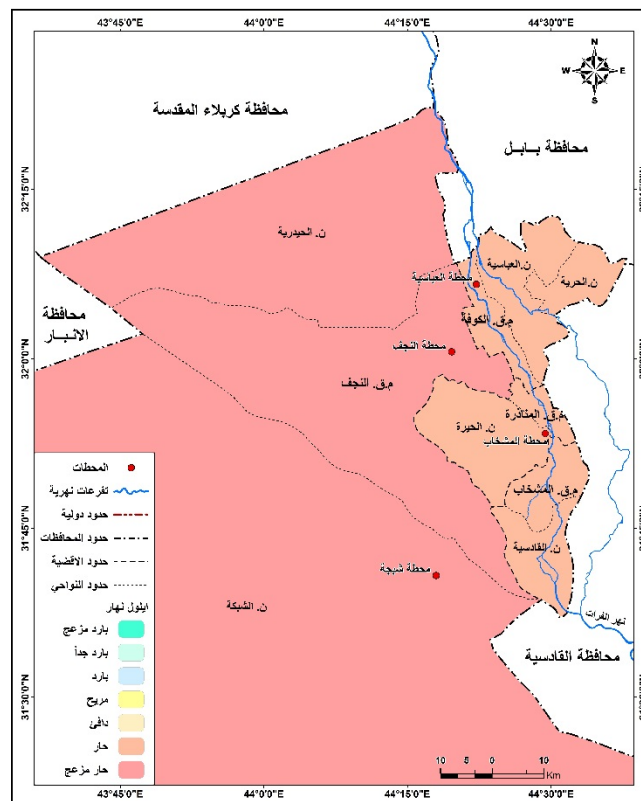 43°45'0"E 44°0'0"E 44°15'0"E 44°30'0"E
N
W E
S
محافظة كربلاء المقدسة
محافظة بــابــل
32°15'0"N
ن. الحيدرية
ن. العباسية
ن. الحرية
محطة العباسية
م.ق. الكوفة
محافظة
الانبــار
32°0'0"N
محطة النجف
م.ق. النجف
م.ق. المناذرة
ن. الحيرة
محطة المشخاب
م.ق. المشخاب
31°45'0"N
ن. القادسية
محطة شبجة
ن. الشبكة
نهر الفرات
محافظة القادسية
31°30'0"N
المحطات
تفرعات نهرية
حدود دولية
حدود المحافظات
حدود الاقضية
حدود النواحي
ايلول نهار
بارد مزعج
بارد جداً
بارد
مريح
دافئ
حار
حار مزعج
10 5 0 10
Km
43°45'0"E 44°0'0"E 44°15'0"E 44°30'0"E